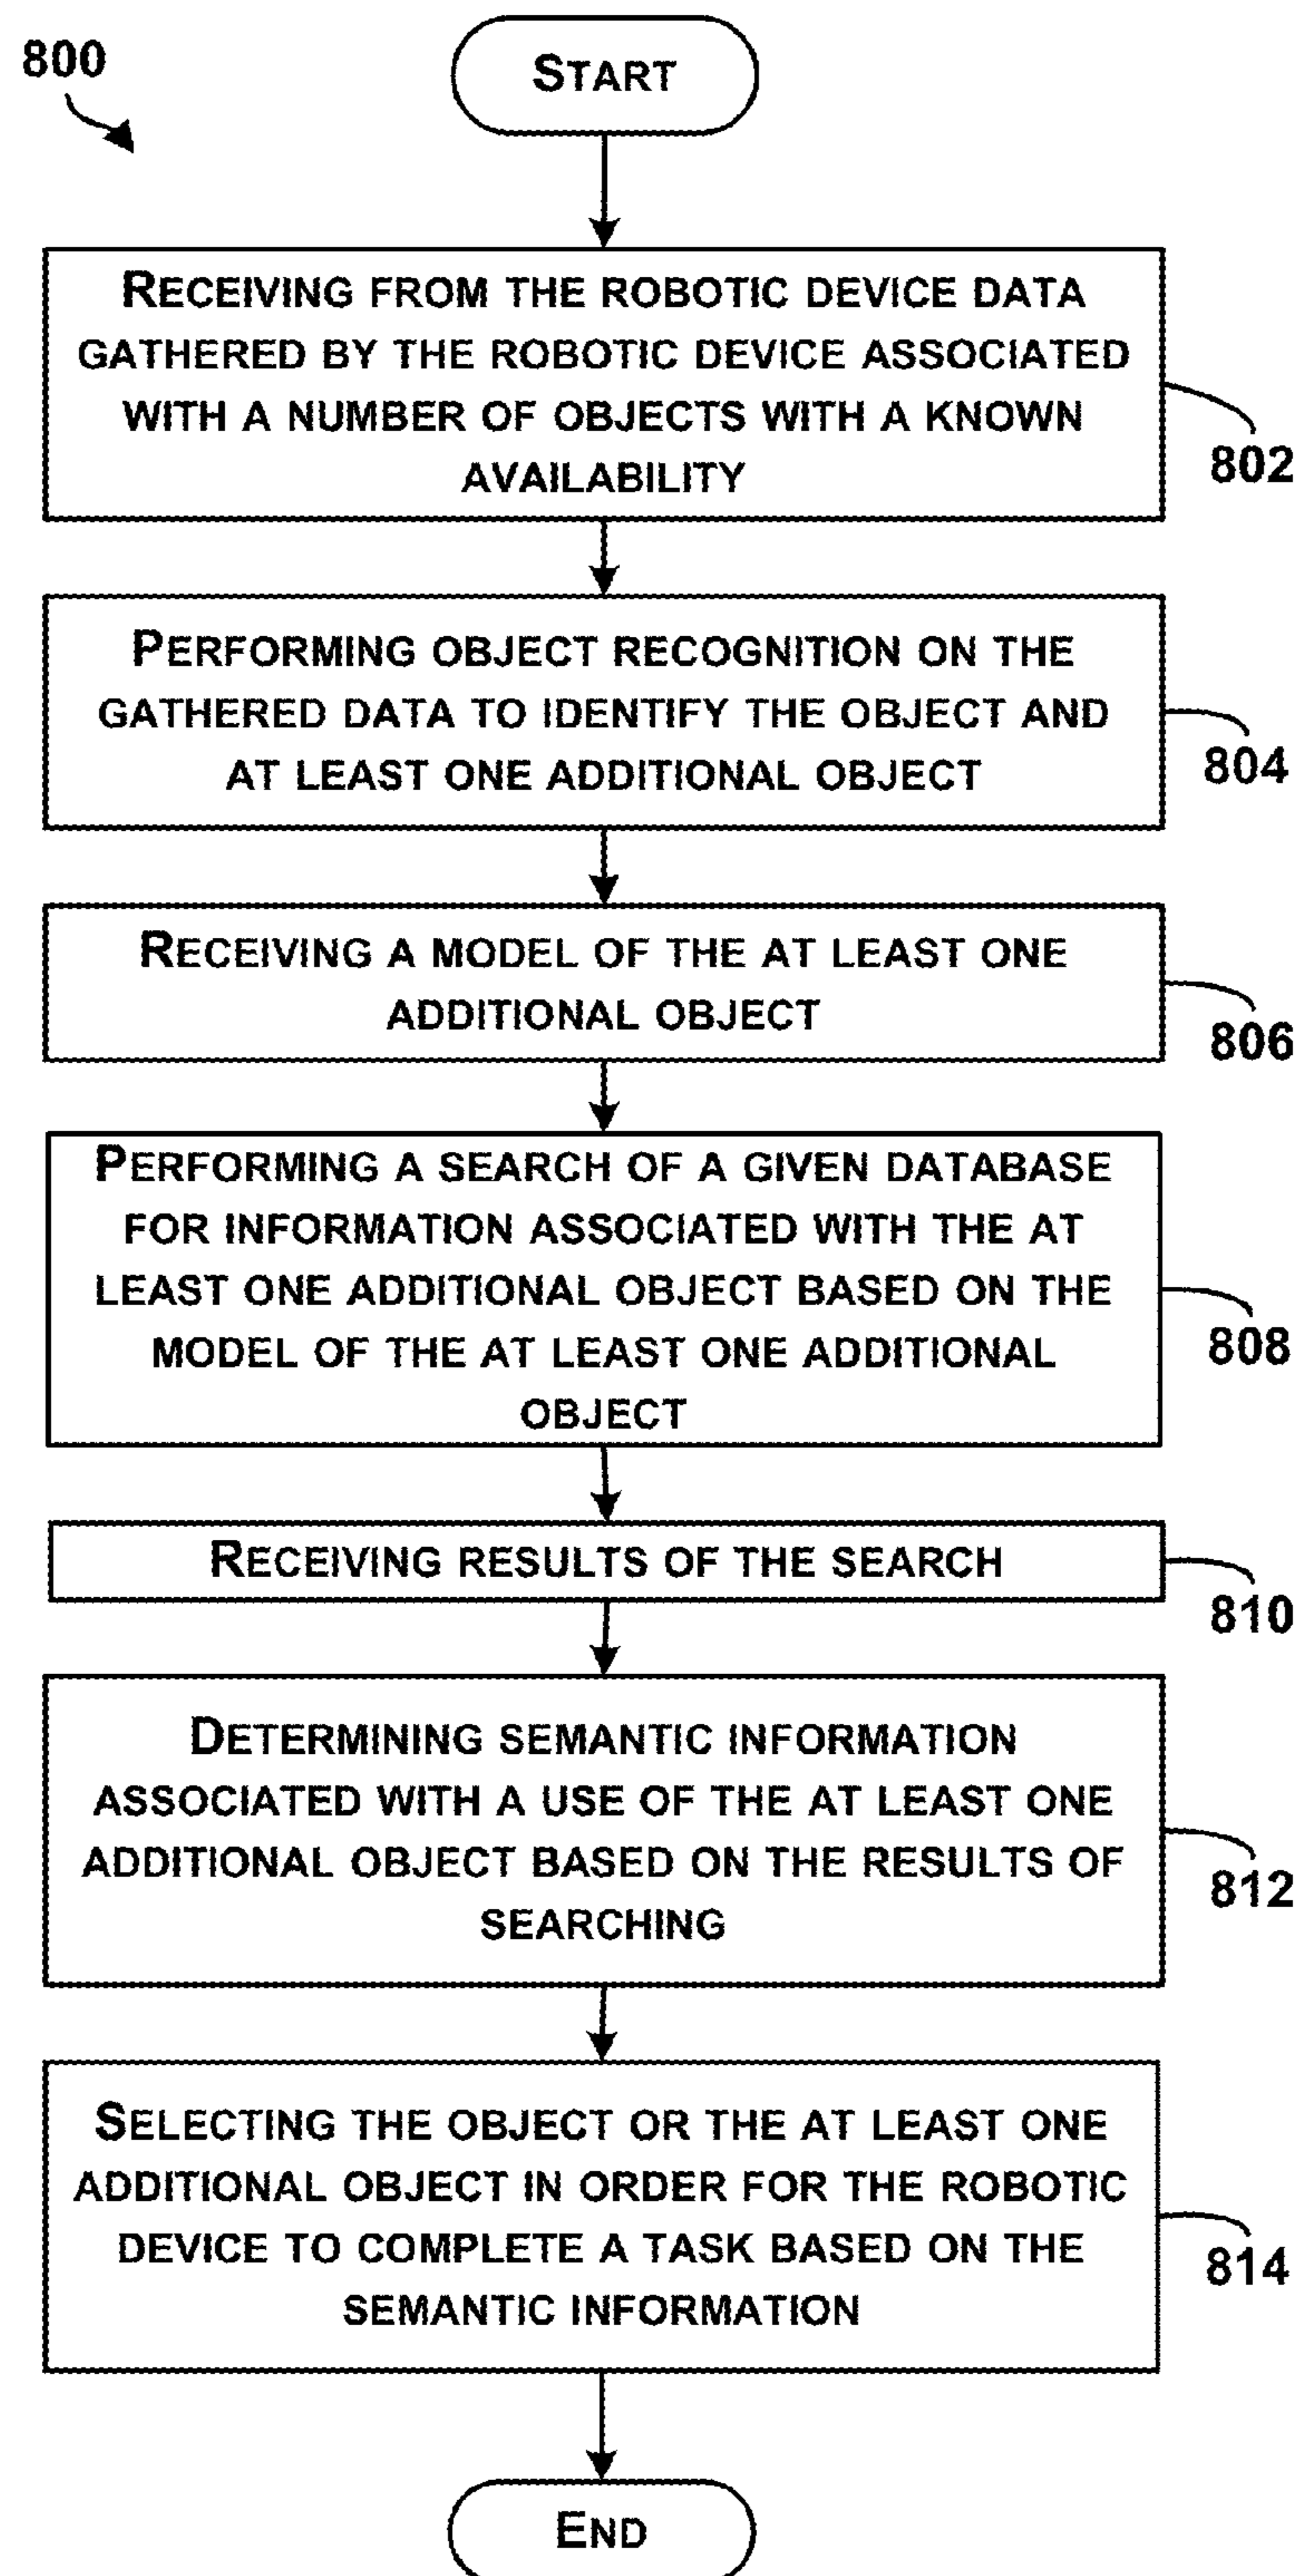 800
START
RECEIVING FROM THE ROBOTIC DEVICE DATA
GATHERED BY THE ROBOTIC DEVICE ASSOCIATED
WITH A NUMBER OF OBJECTS WITH A KNOWN
AVAILABILITY
802
PERFORMING OBJECT RECOGNITION ON THE
GATHERED DATA TO IDENTIFY THE OBJECT AND
AT LEAST ONE ADDITIONAL OBJECT
804
RECEIVING A MODEL OF THE AT LEAST ONE
ADDITIONAL OBJECT
806
PERFORMING A SEARCH OF A GIVEN DATABASE
FOR INFORMATION ASSOCIATED WITH THE AT
LEAST ONE ADDITIONAL OBJECT BASED ON THE
MODEL OF THE AT LEAST ONE ADDITIONAL
OBJECT
808
RECEIVING RESULTS OF THE SEARCH
810
DETERMINING SEMANTIC INFORMATION
ASSOCIATED WITH A USE OF THE AT LEAST ONE
ADDITIONAL OBJECT BASED ON THE RESULTS OF
SEARCHING
812
SELECTING THE OBJECT OR THE AT LEAST ONE
ADDITIONAL OBJECT IN ORDER FOR THE ROBOTIC
DEVICE TO COMPLETE A TASK BASED ON THE
SEMANTIC INFORMATION
814
END